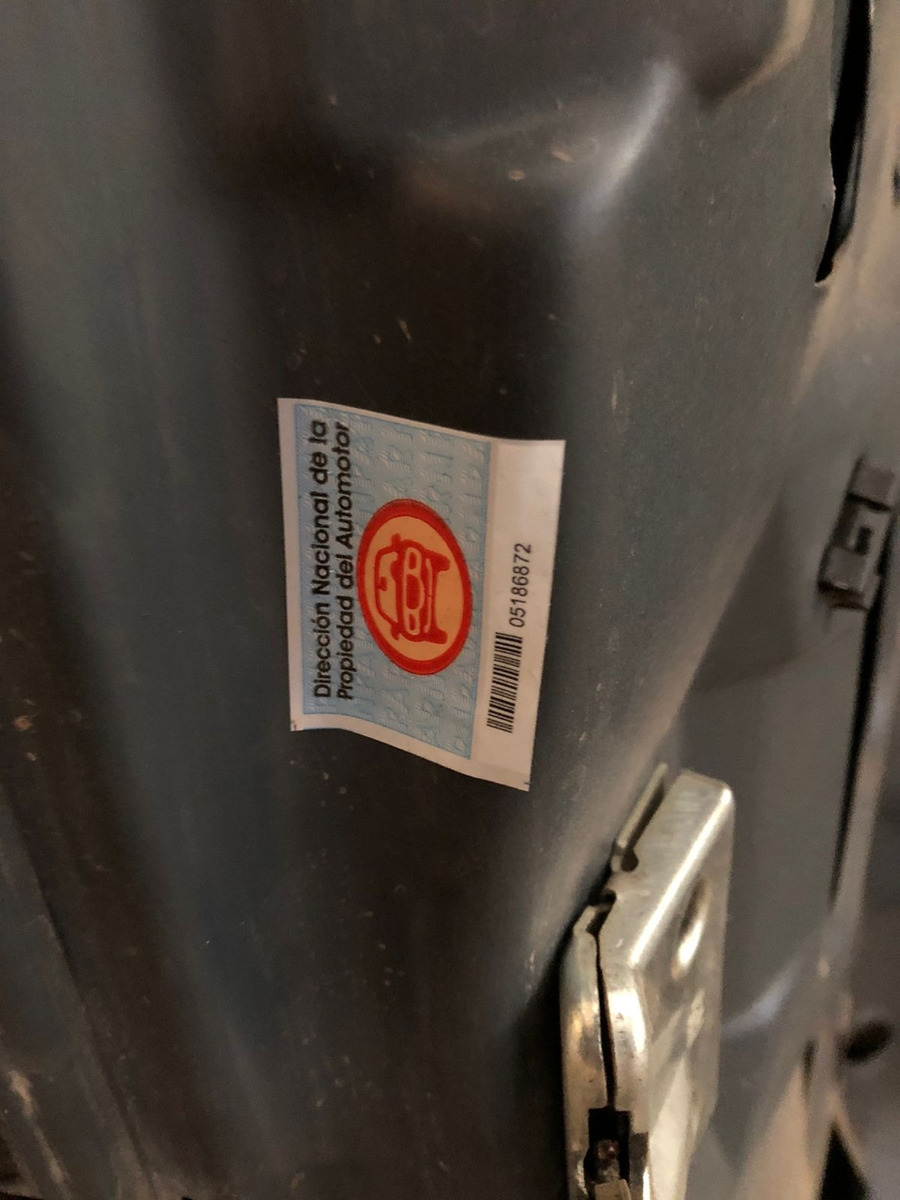 Dirección Nacional de la
Propiedad del Automotor
05186872